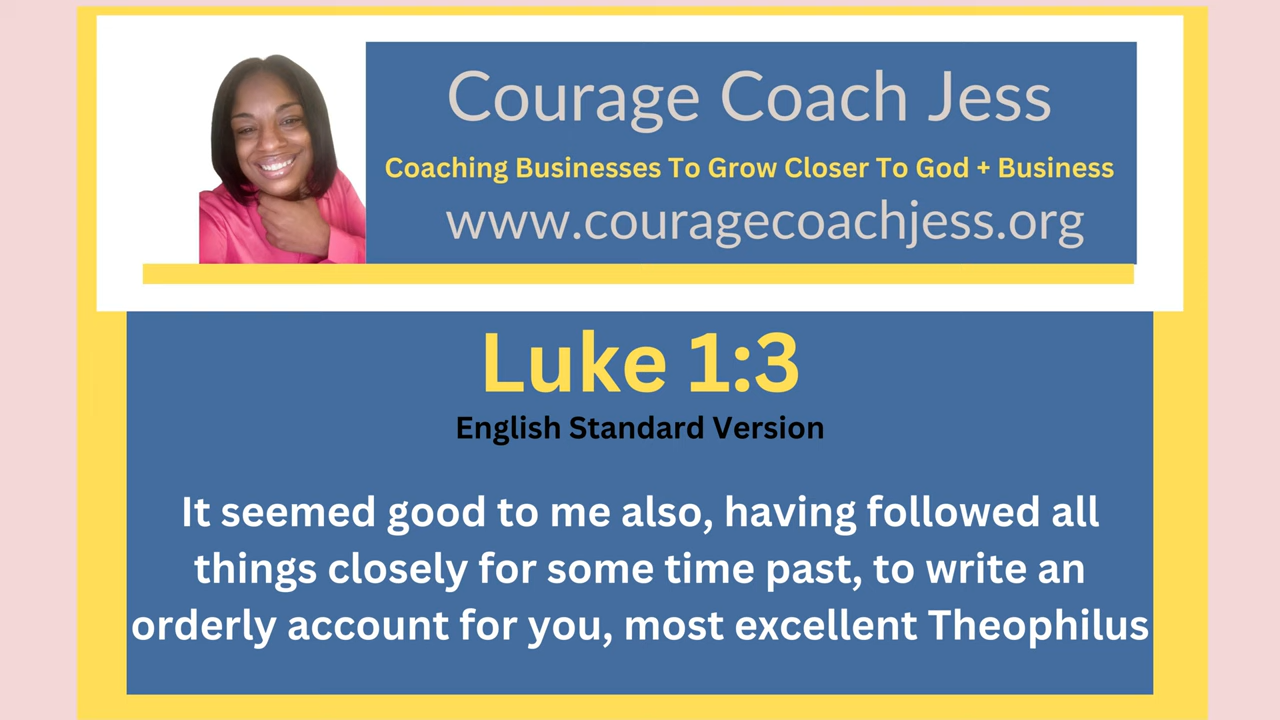 Courage Coach Jess
Coaching Businesses To Grow Closer To God + Business
www.couragecoachjess.org
Luke 1:3
English Standard Version
It seemed good to me also, having followed all
things closely for some time past, to write an
orderly account for you, most excellent Theophilus